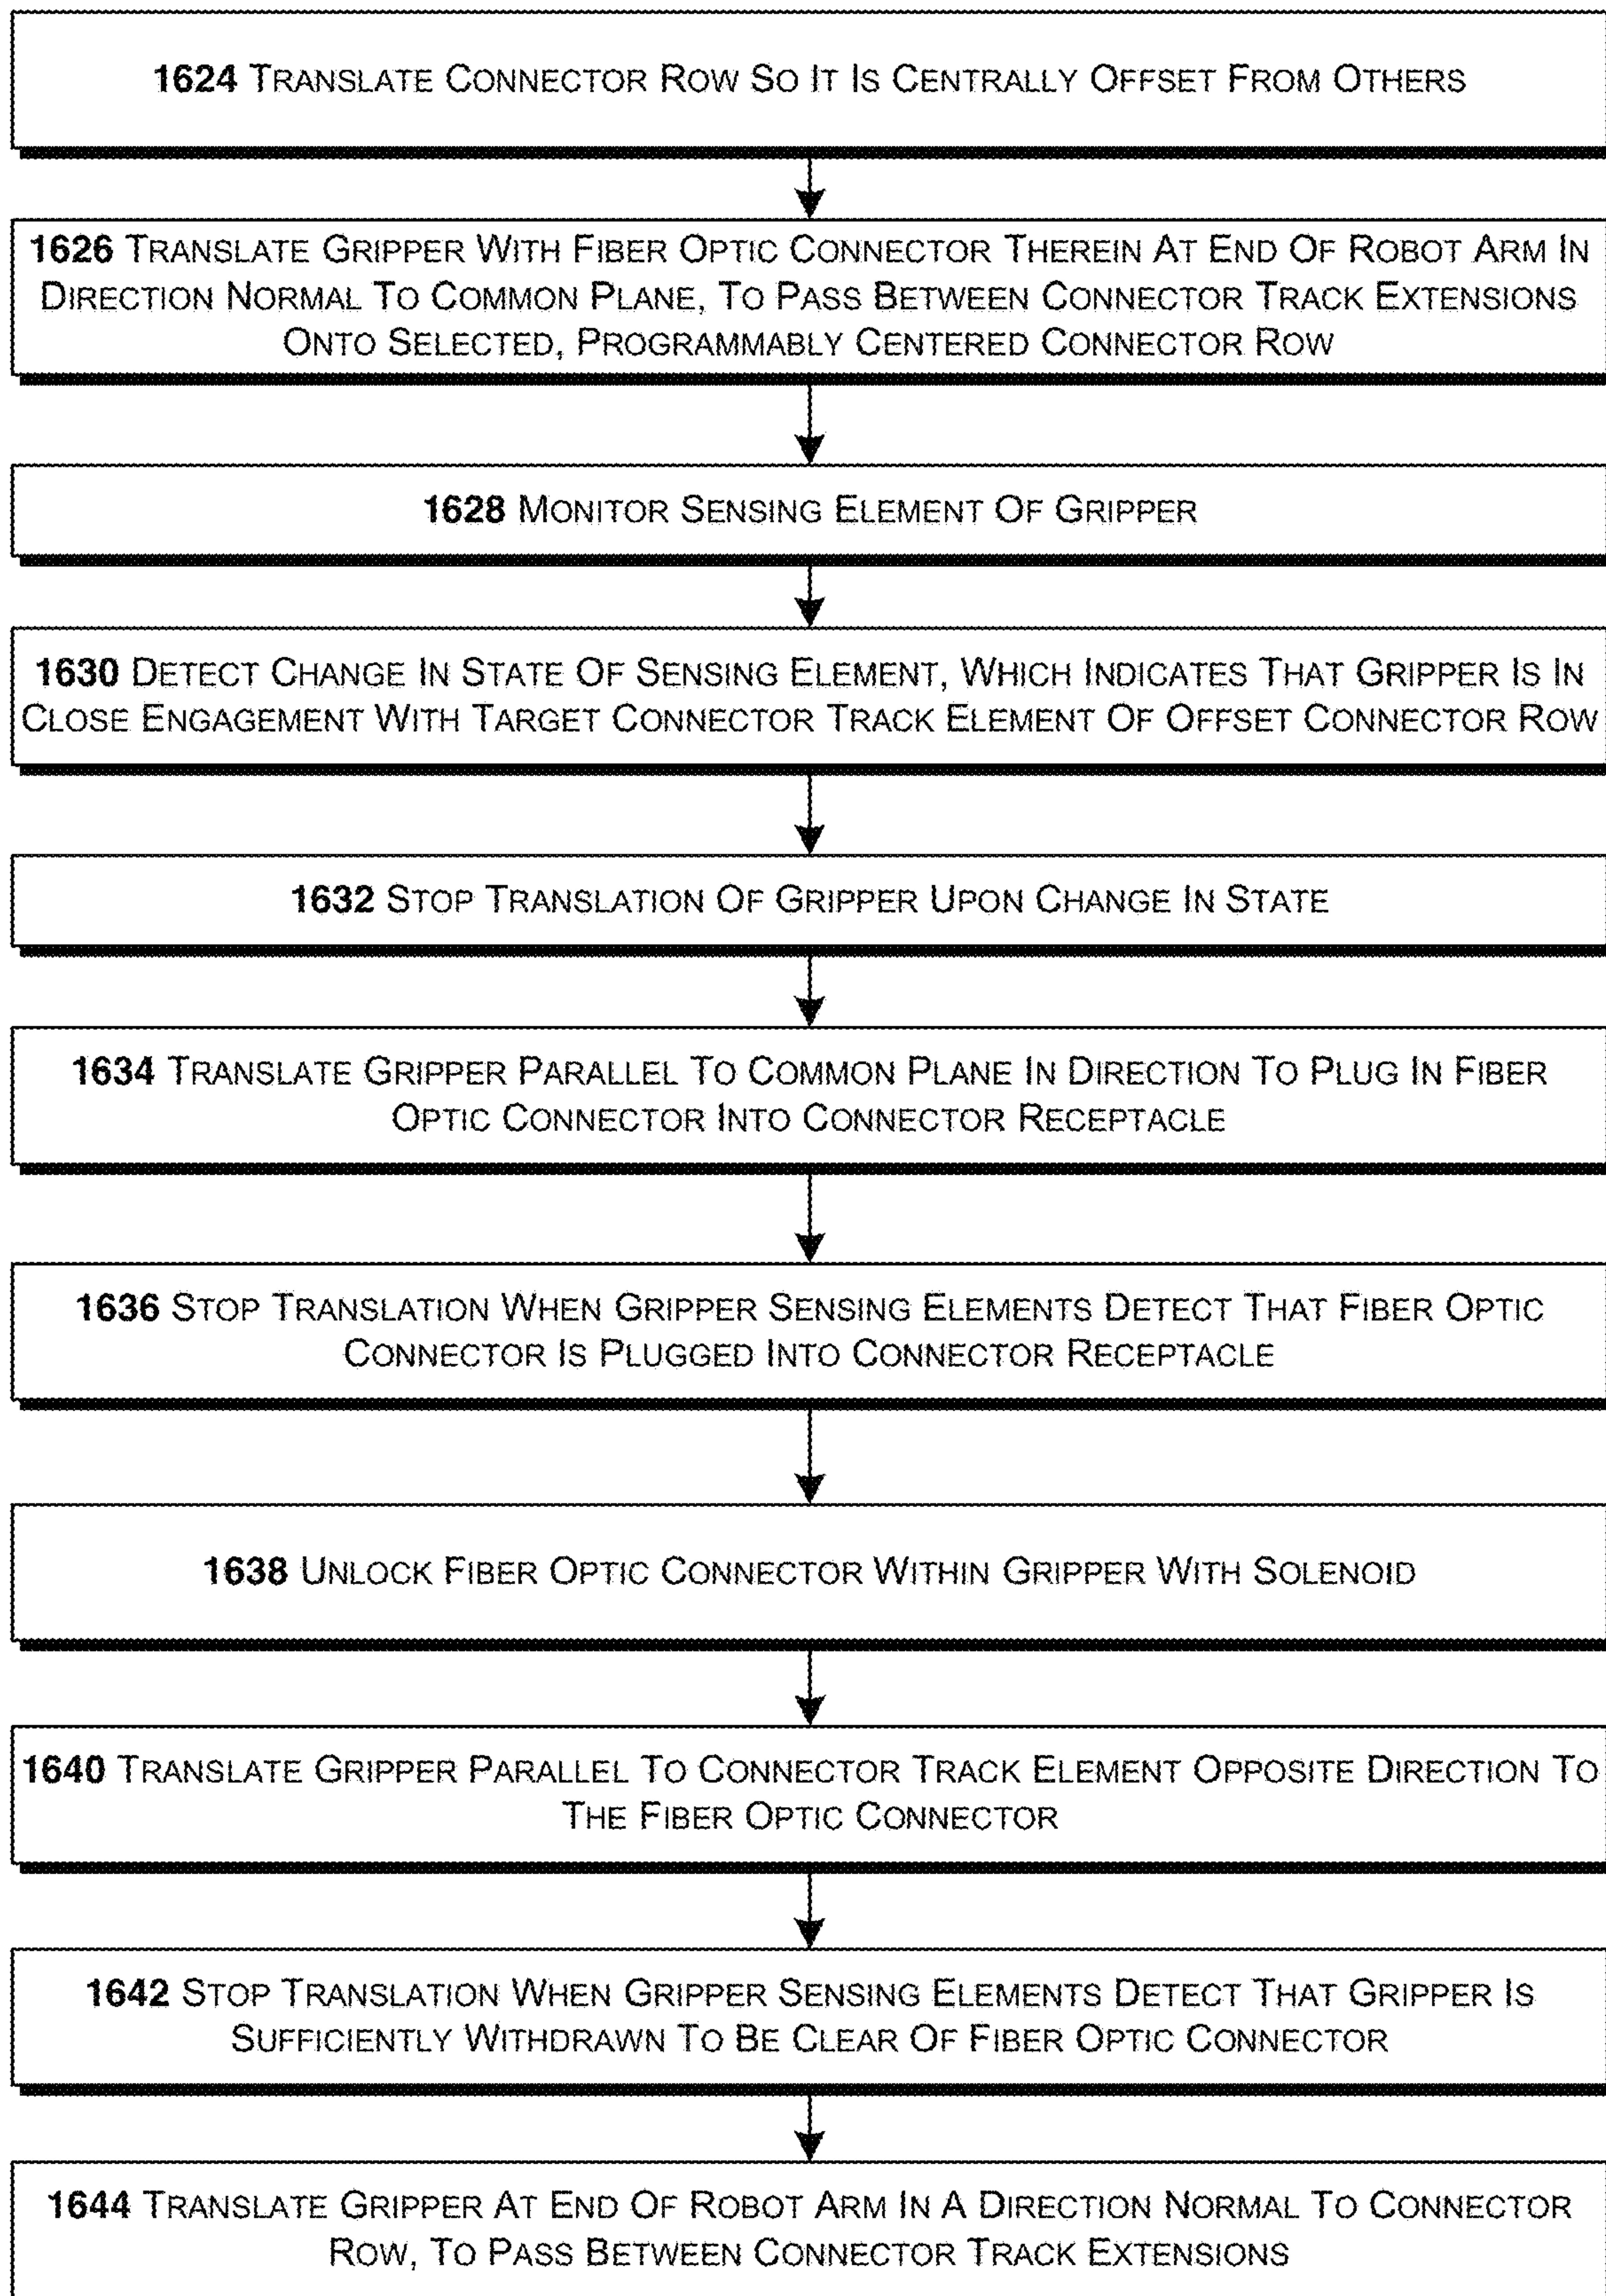 1624 TRANSLATE CONNECTOR ROW SO IT IS CENTRALLY OFFSET FROM OTHERS
1626 TRANSLATE GRIPPER WITH FIBER OPTIC CONNECTOR THEREIN AT END OF ROBOT ARM IN
DIRECTION NORMAL TO COMMON PLANE, TO PASS BETWEEN CONNECTOR TRACK EXTENSIONS
ONTO SELECTED, PROGRAMMABLY CENTERED CONNECTOR ROW
1628 MONITOR SENSING ELEMENT OF GRIPPER
1630 DETECT CHANGE IN STATE OF SENSING ELEMENT, WHICH INDICATES THAT GRIPPER IS IN
CLOSE ENGAGEMENT WITH TARGET CONNECTOR TRACK ELEMENT OF OFFSET CONNECTOR ROW
1632 STOP TRANSLATION OF GRIPPER UPON CHANGE IN STATE
1634 TRANSLATE GRIPPER PARALLEL TO COMMON PLANE IN DIRECTION TO PLUG IN FIBER
OPTIC CONNECTOR INTO CONNECTOR RECEPTACLE
1636 STOP TRANSLATION WHEN GRIPPER SENSING ELEMENTS DETECT THAT FIBER OPTIC
CONNECTOR IS PLUGGED INTO CONNECTOR RECEPTACLE
1638 UNLOCK FIBER OPTIC CONNECTOR WITHIN GRIPPER WITH SOLENOID
1640 TRANSLATE GRIPPER PARALLEL TO CONNECTOR TRACK ELEMENT OPPOSITE DIRECTION TO
THE FIBER OPTIC CONNECTOR
1642 STOP TRANSLATION WHEN GRIPPER SENSING ELEMENTS DETECT THAT GRIPPER IS
SUFFICIENTLY WITHDRAWN TO BE CLEAR OF FIBER OPTIC CONNECTOR
1644 TRANSLATE GRIPPER AT END OF ROBOT ARM IN A DIRECTION NORMAL TO CONNECTOR
ROW, TO PASS BETWEEN CONNECTOR TRACK EXTENSIONS